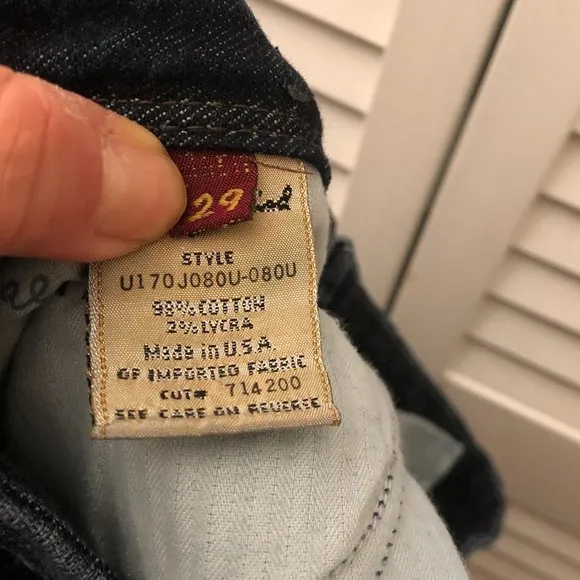 29
STYLE
U170J080U-080U
98% COTTON
2% LYCRA
Made in U.S.A.
OF IMPORTED FABRIC
CUT# 714200
SEE CARE ON REVERSE